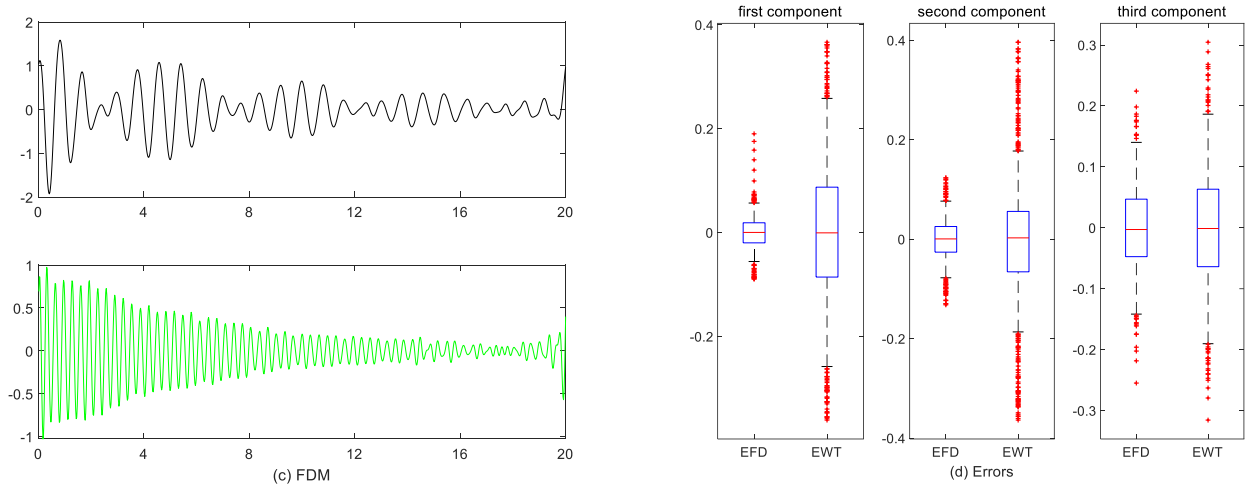 2
1
0
-1
-2
0 4 8 12 16 20
1
0.5
0
-0.5
-1
0 4 8 12 16 20
(c) FDM
first component
0.4
0.2
0
-0.2
EFD EWT
second component
0.4
0.2
0
-0.2
-0.4
EFD EWT
third component
0.3
0.2
0.1
0
-0.1
-0.2
-0.3
EFD EWT
(d) Errors